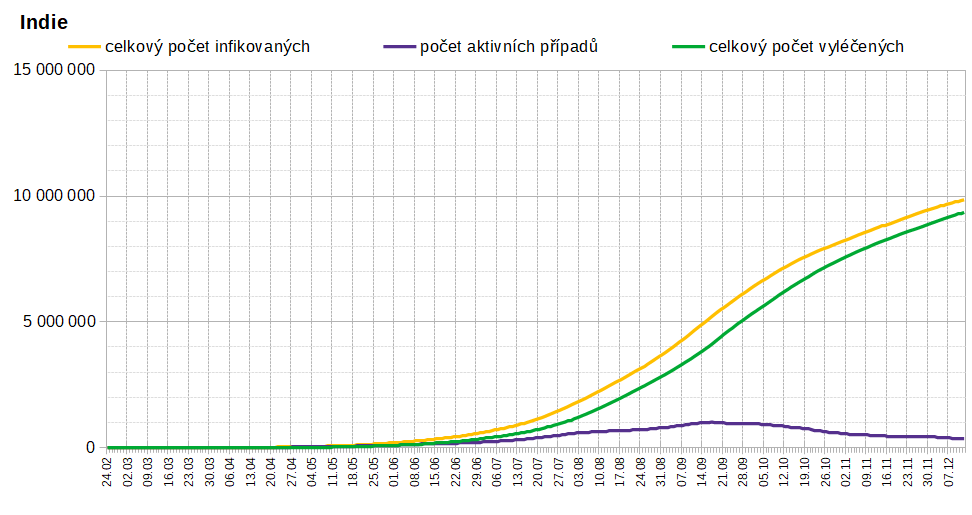 Indie
celkový počet infikovaných počet aktivních případů celkový počet vyléčených
15 000 000
10 000 000
5 000 000
0
24.02 02.03 09.03 16.03 23.03 30.03 06.04 13.04 20.04 27.04 04.05 11.05 18.05 25.05 01.06 08.06 15.06 22.06 29.06 06.07 13.07 20.07 27.07 03.08 10.08 17.08 24.08 31.08 07.09 14.09 21.09 28.09 05.10 12.10 19.10 26.10 02.11 09.11 16.11 23.11 30.11 07.12